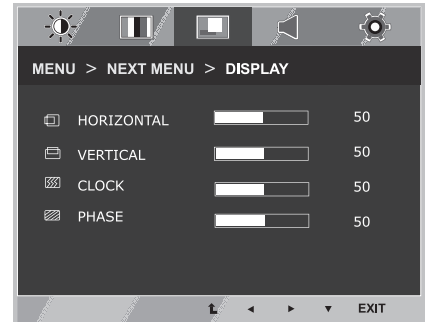 MENU > NEXT MENU > DISPLAY
HORIZONTAL 50
VERTICAL 50
CLOCK 50
PHASE 50
EXIT